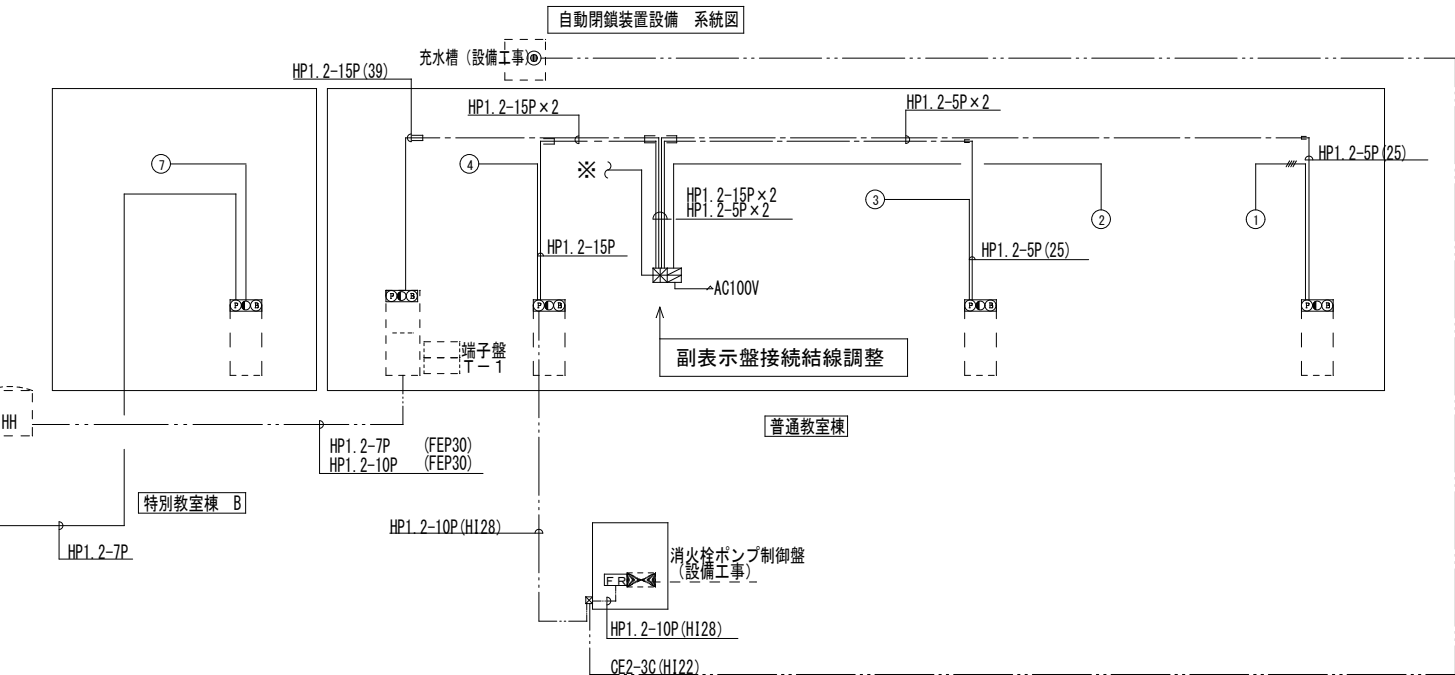 自動閉鎖装置設備 系統図
充水槽(設備工事)
HP1.2-15P(39)
HP1.2-15P×2
HP1.2-5P×2
HP1.2-5P(25)
⑦
④
※
HP1.2-15P×2
HP1.2-5P×2
③
②
①
HP1.2-15P
HP1.2-5P(25)
AC100V
P B
P B
P B
P B
P B
端子盤
T-1
副表示盤接続結線調整
HH
普通教室棟
HP1.2-7P (FEP30)
HP1.2-10P (FEP30)
特別教室棟 B
HP1.2-10P(HI28)
HP1.2-7P
消火栓ポンプ制御盤
(設備工事)
F R
HP1.2-10P(HI28)
CE2-3C(HI22)